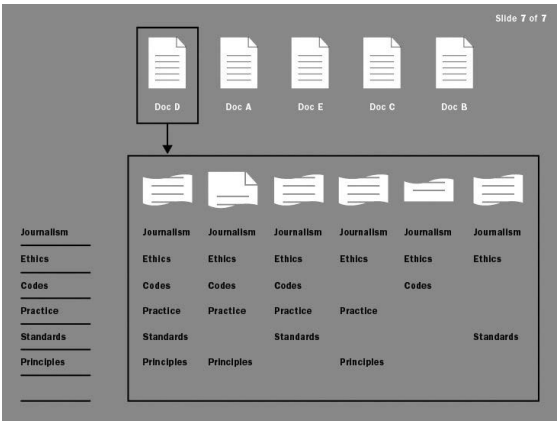 Slide 7 of 7
Doc D Doc A Doc E Doc C Doc B
Journalism Journalism Journalism Journalism Journalism Journalism Journalism
Ethics Ethics Ethics Ethics Ethics Ethics Ethics
Codes Codes Codes Codes Codes
Practice Practice Practice Practice Practice
Standards Standards Standards Standards
Principles Principles Principles Principles